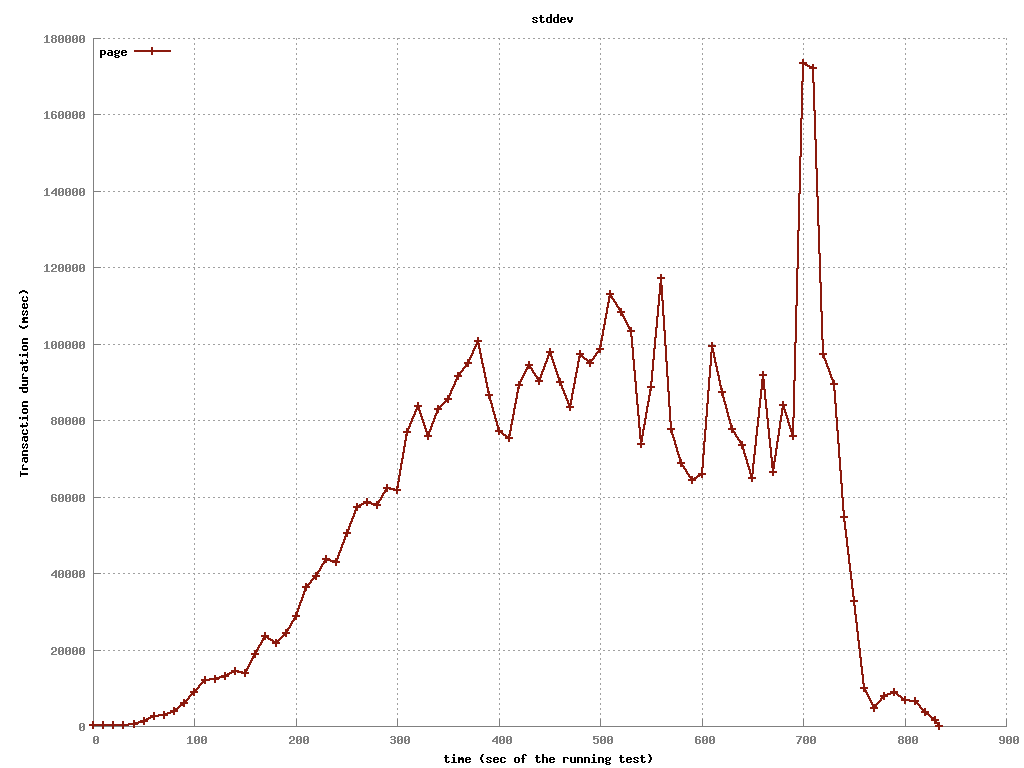 stddev
page
180000
160000
140000
120000
100000
80000
60000
40000
20000
0
Transaction duration (msec)
0 100 200 300 400 500 600 700 800 900
time (sec of the running test)